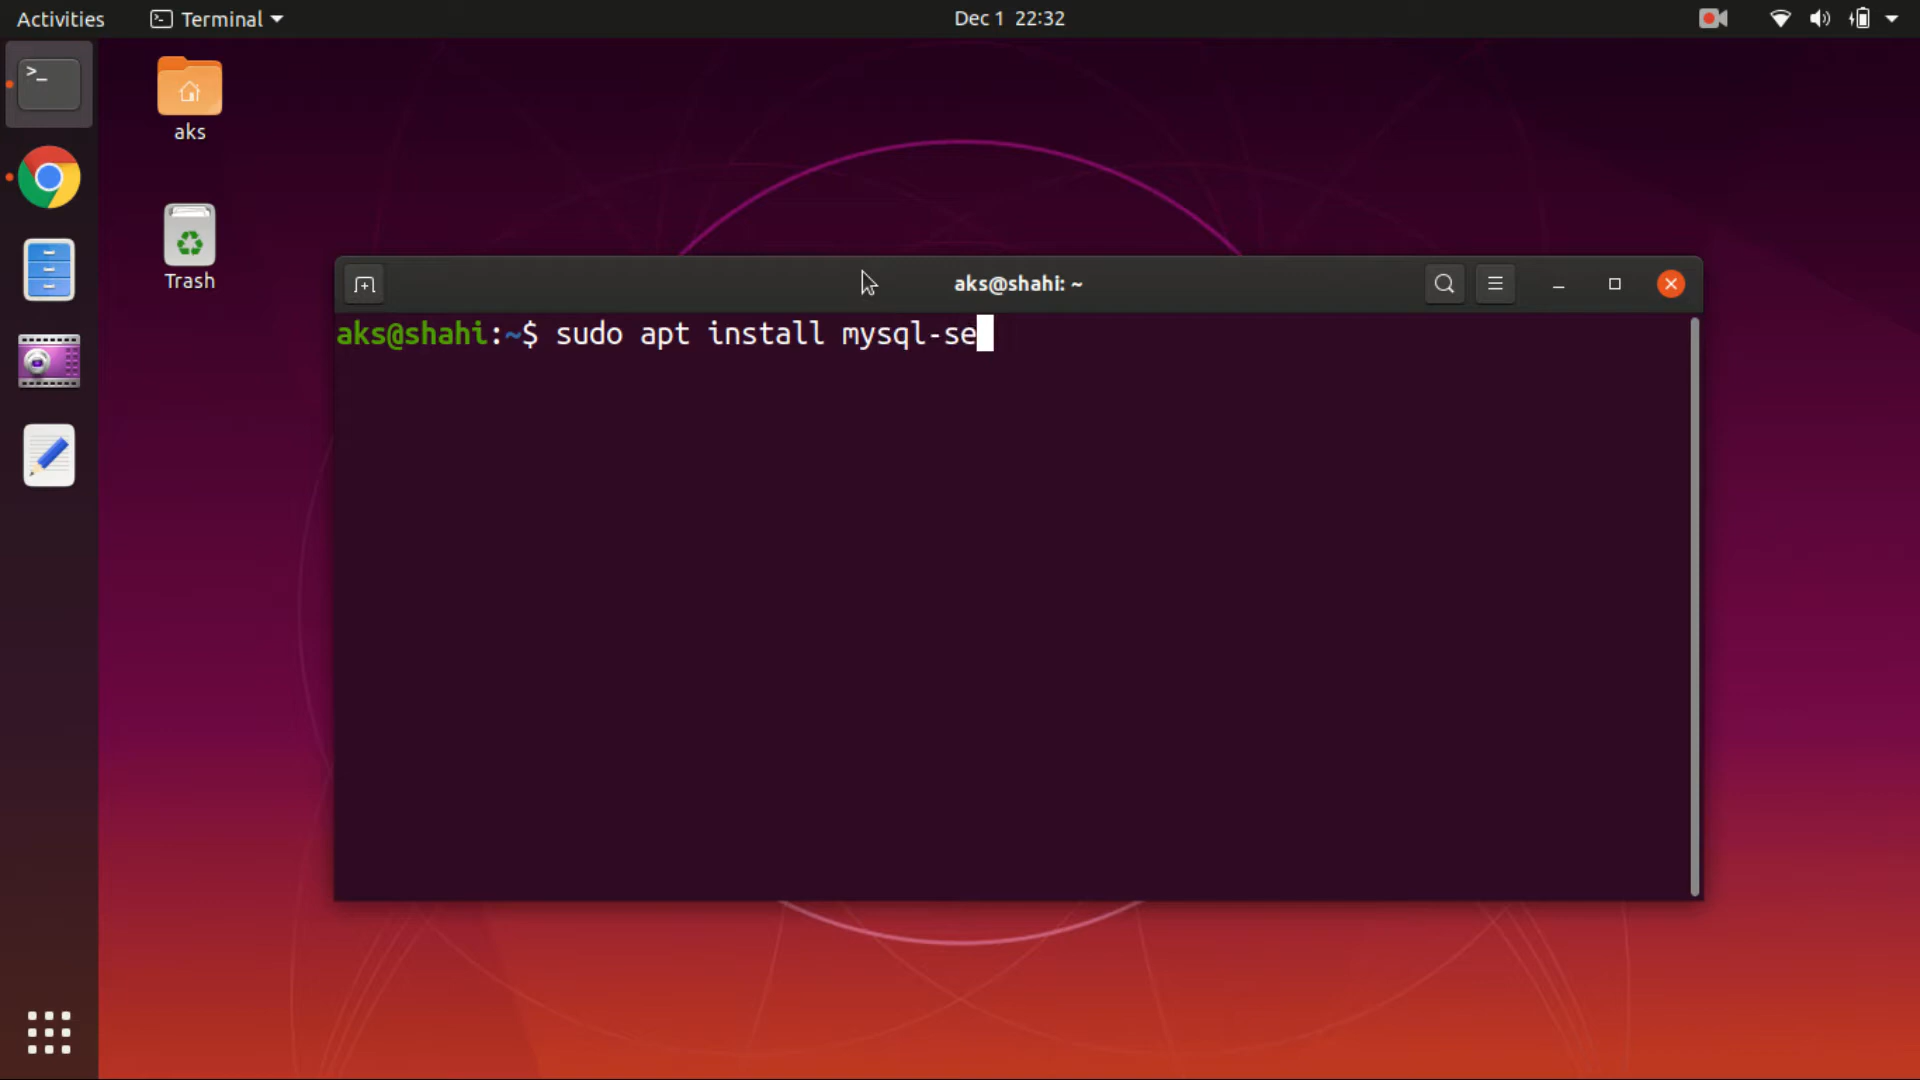 Activities
Terminal
Dec 1 22:32
aks
Trash
aks@shahi: ~
aks@shahi:~$ sudo apt install mysql-se